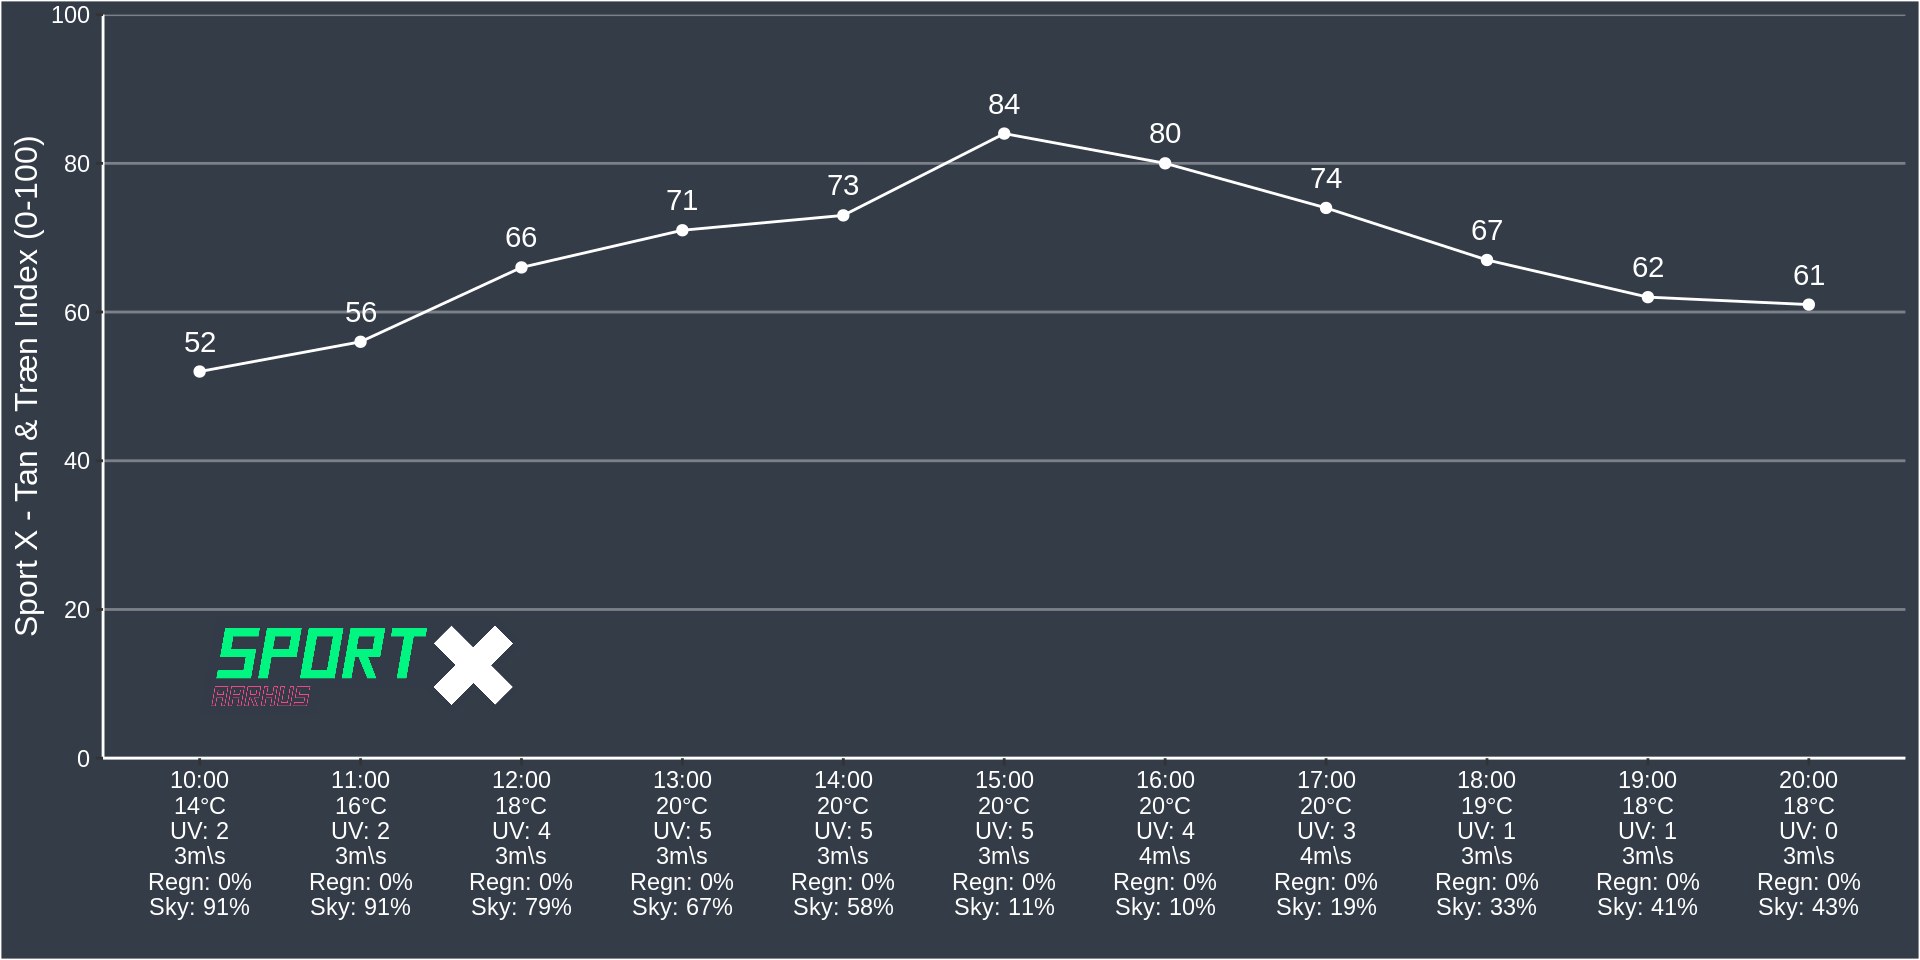 Sport X - Tan & Træn Index (0-100)
100
80
60
40
20
0
52
56
66
71
73
84
80
74
67
62
61
SPORT X
AARHUS
10:00 11:00 12:00 13:00 14:00 15:00 16:00 17:00 18:00 19:00 20:00
14°C 16°C 18°C 20°C 20°C 20°C 20°C 20°C 19°C 18°C 18°C
UV: 2 UV: 2 UV: 4 UV: 5 UV: 5 UV: 5 UV: 4 UV: 3 UV: 1 UV: 1 UV: 0
3m\s 3m\s 3m\s 3m\s 3m\s 3m\s 4m\s 4m\s 3m\s 3m\s 3m\s
Regn: 0% Regn: 0% Regn: 0% Regn: 0% Regn: 0% Regn: 0% Regn: 0% Regn: 0% Regn: 0% Regn: 0% Regn: 0%
Sky: 91% Sky: 91% Sky: 79% Sky: 67% Sky: 58% Sky: 11% Sky: 10% Sky: 19% Sky: 33% Sky: 41% Sky: 43%